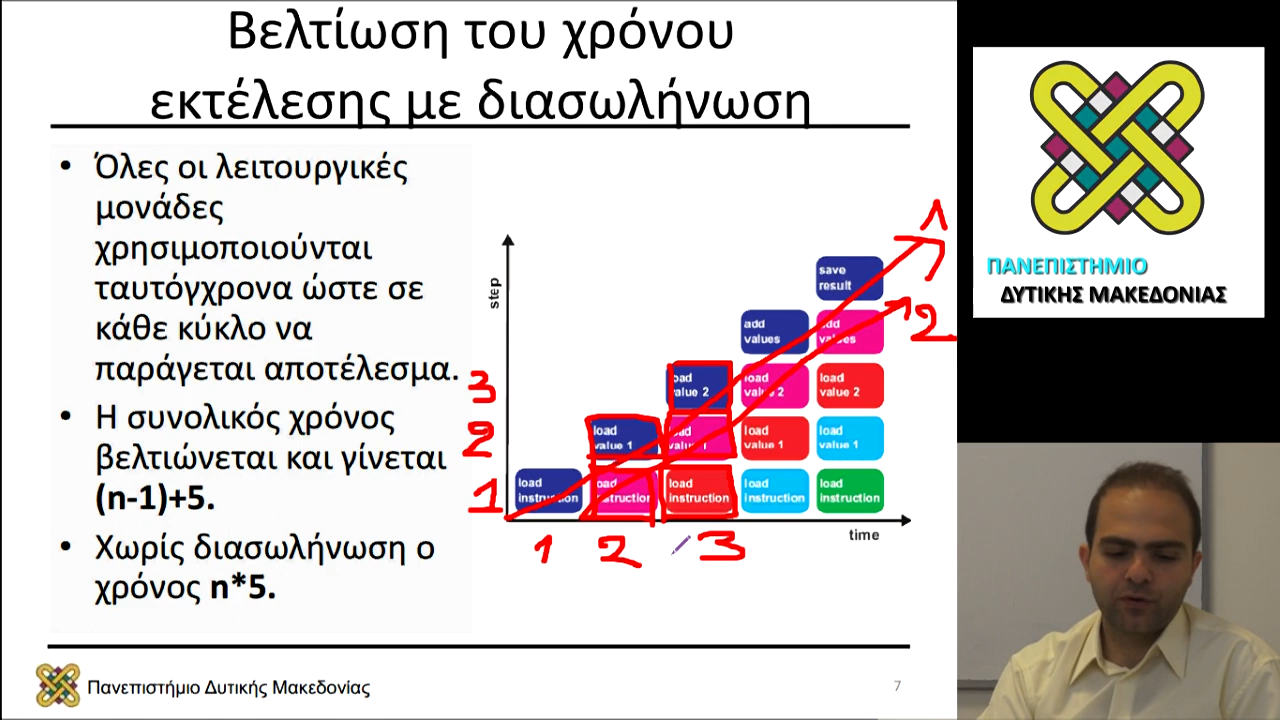 Βελτίωση του χρόνου
εκτέλεσης με διασωλήνωση
• Όλες οι λειτουργικές
μονάδες
χρησιμοποιούνται
ταυτόγχρονα ώστε σε
κάθε κύκλο να
παράγεται αποτέλεσμα.
• Η συνολικός χρόνος
βελτιώνεται και γίνεται
(n-1)+5.
• Χωρίς διασωλήνωση ο
χρόνος n*5.
step
save
result
add
values
add
values
load
value 2
load
value 2
load
value 2
load
value 1
load
value 1
load
value 1
load
value 1
load
instruction
load
instruction
load
instruction
load
instruction
load
instruction
time
3
2
1
1 2 3
1
2
ΠΑΝΕΠΙΣΤΗΜΙΟ
ΔΥΤΙΚΗΣ ΜΑΚΕΔΟΝΙΑΣ
Πανεπιστήμιο Δυτικής Μακεδονίας
7